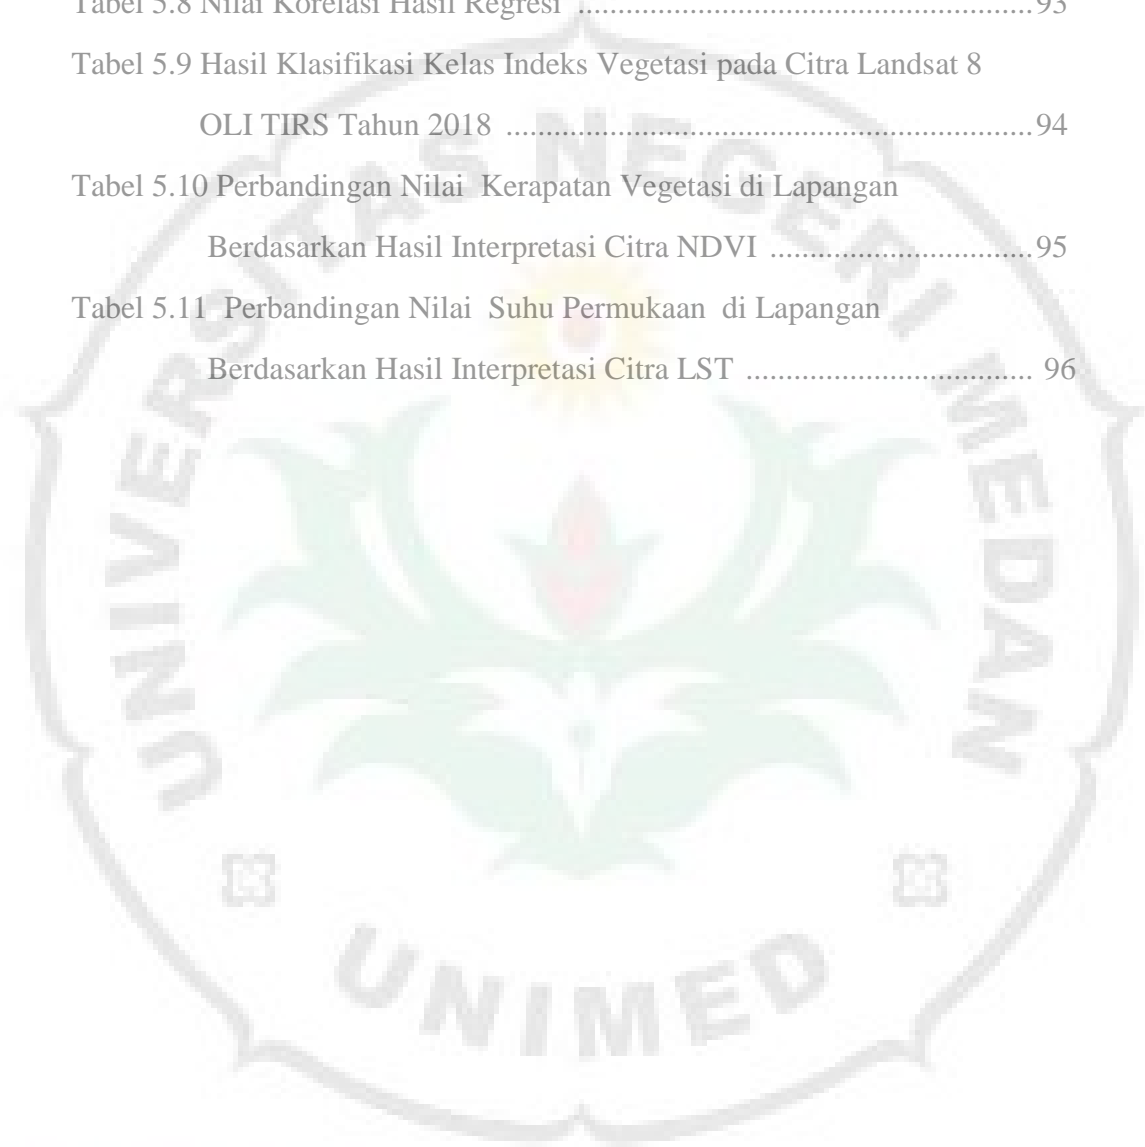 Tabel 5.8 Nilai Korelasi Hasil Regresi ....................................................93
Tabel 5.9 Hasil Klasifikasi Kelas Indeks Vegetasi pada Citra Landsat 8
OLI TIRS Tahun 2018 ............................................................94
Tabel 5.10 Perbandingan Nilai Kerapatan Vegetasi di Lapangan
Berdasarkan Hasil Interpretasi Citra NDVI ..............................95
Tabel 5.11 Perbandingan Nilai Suhu Permukaan di Lapangan
Berdasarkan Hasil Interpretasi Citra LST ................................. 96
UNIVERSITAS NEGERI MEDAN
UNIMED